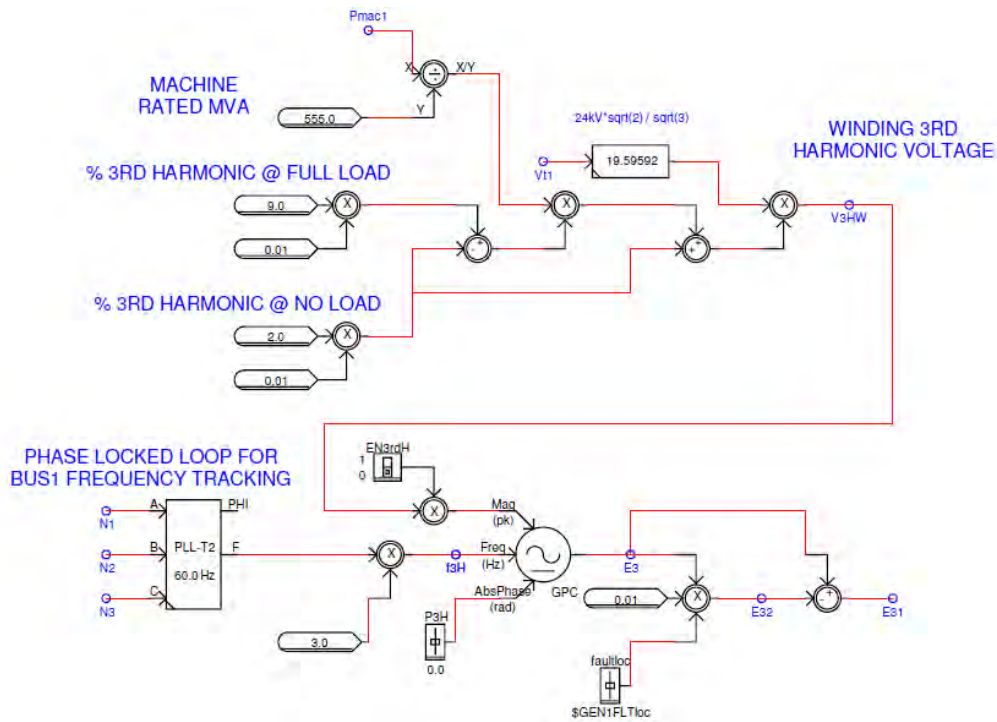 Pmac1
X
X/Y
÷
MACHINE
RATED MVA
Y
555.0
24kV*sqrt(2) / sqrt(3)
WINDING 3RD
HARMONIC VOLTAGE
19.59592
Vt1
% 3RD HARMONIC @ FULL LOAD
9.0
X
X
X
V3HW
0.01
- +
+ +
% 3RD HARMONIC @ NO LOAD
2.0
X
0.01
PHASE LOCKED LOOP FOR
BUS1 FREQUENCY TRACKING
EN3rdH
1
0
A
PHI
N1
X
Mag
(pk)
B
PLL-T2
F
X
Freq
(Hz)
N2
f3H
E3
60.0 Hz
C
AbsPhase
(rad)
GPC
0.01
X
- +
N3
E32
E31
P3H
3.0
0.0
faultloc
$GEN1FLTloc